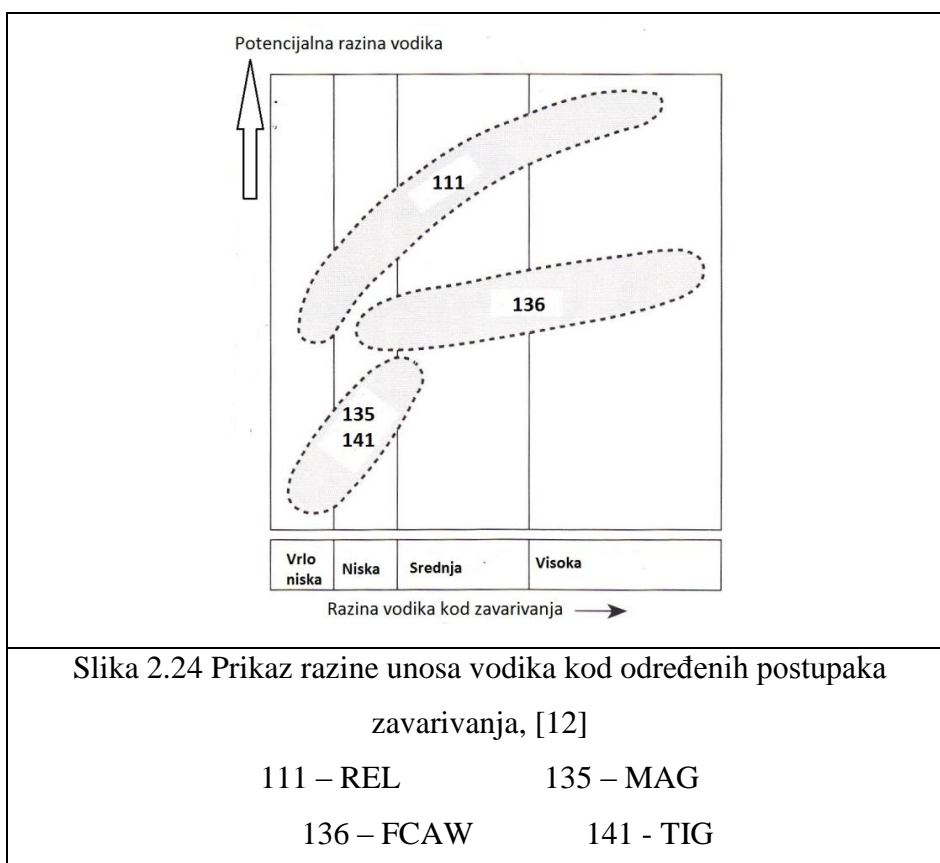 Potencijalna razina vodika
111
136
135
141
Vrlo
niska
Niska
Srednja
Visoka
Razina vodika kod zavarivanja
Slika 2.24 Prikaz razine unosa vodika kod određenih postupaka
zavarivanja, [12]
111 – REL 135 – MAG
136 – FCAW 141 - TIG